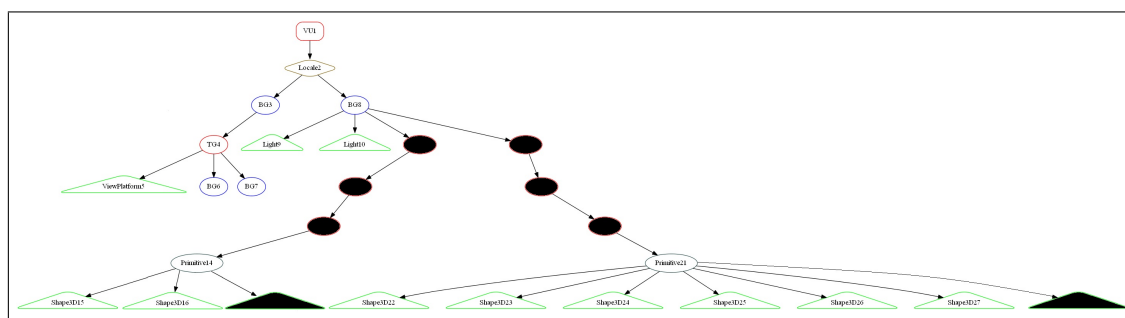 VU1
Locale2
BG3
BG8
TG4
Light9
Light10
ViewPlatform5
BG6
BG7
Primitive14
Primitive21
Shape3D15
Shape3D16
Shape3D22
Shape3D23
Shape3D24
Shape3D25
Shape3D26
Shape3D27